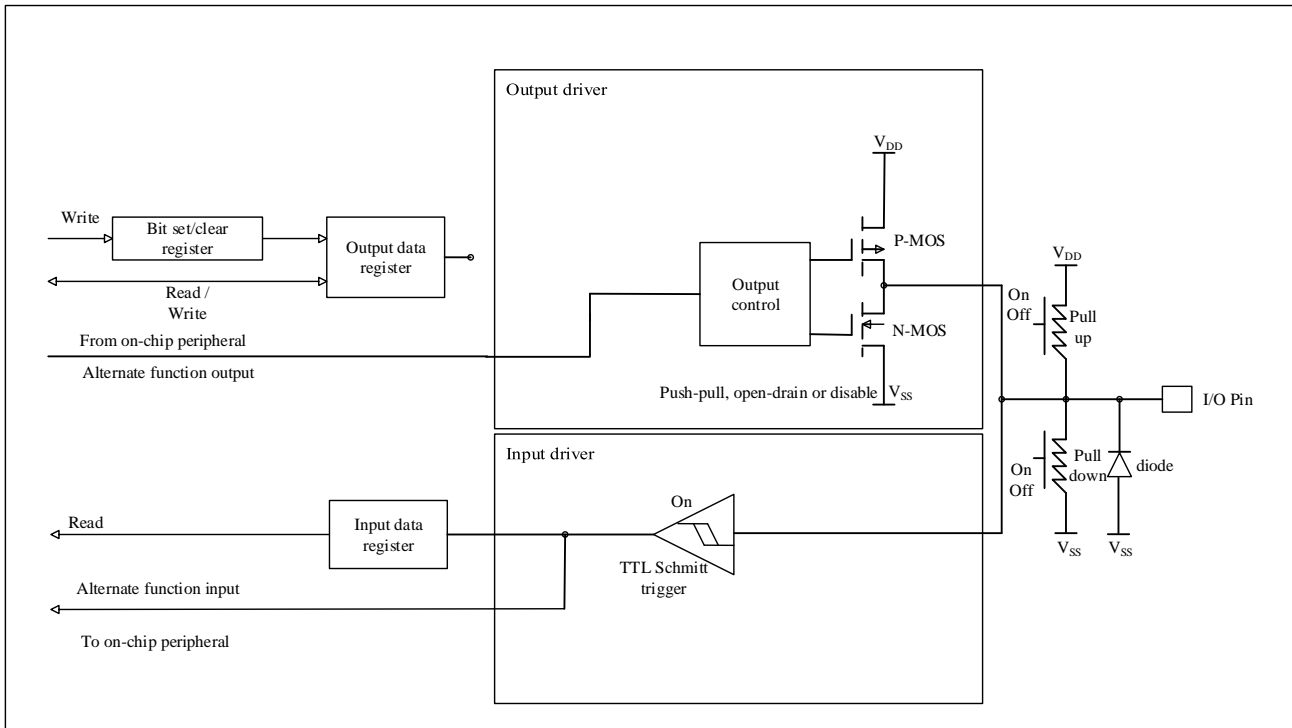 Output driver
VDD
Write
Bit set/clear
register
Output data
register
P-MOS
Read /
Write
Output
control
N-MOS
VDD
On
Off
Pull
up
From on-chip peripheral
Alternate function output
Push-pull, open-drain or disable
VSS
I/O Pin
Input driver
On
Off
Pull
down
diode
On
Read
Input data
register
TTL Schmitt
trigger
VSS
VSS
Alternate function input
To on-chip peripheral